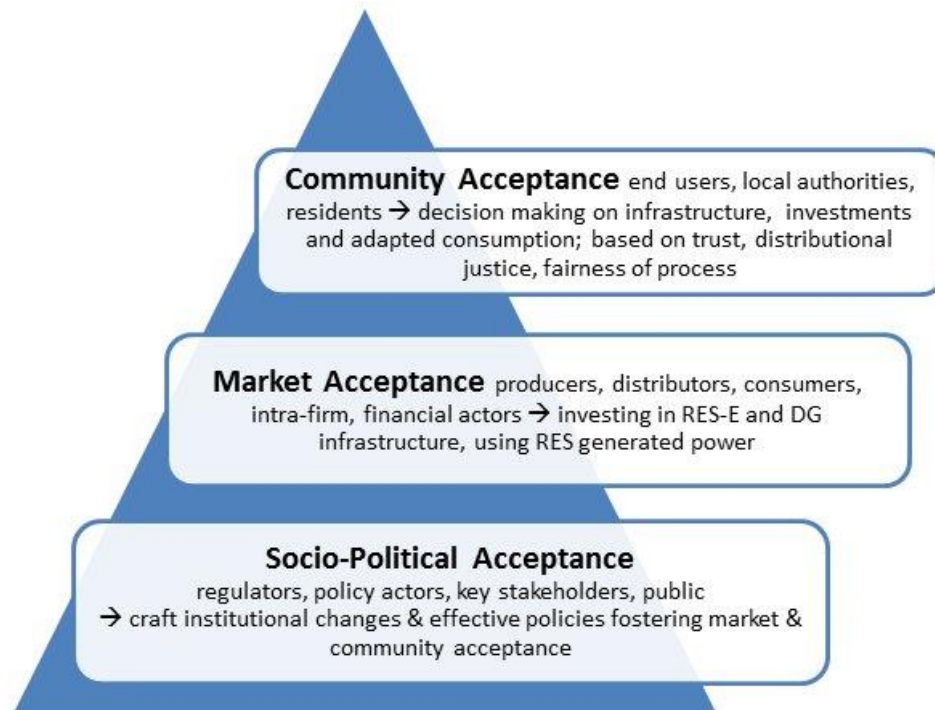 Community Acceptance end users, local authorities,
residents → decision making on infrastructure, investments
and adapted consumption; based on trust, distributional
justice, fairness of process
Market Acceptance producers, distributors, consumers,
intra-firm, financial actors → investing in RES-E and DG
infrastructure, using RES generated power
Socio-Political Acceptance
regulators, policy actors, key stakeholders, public
→ craft institutional changes & effective policies fostering market &
community acceptance